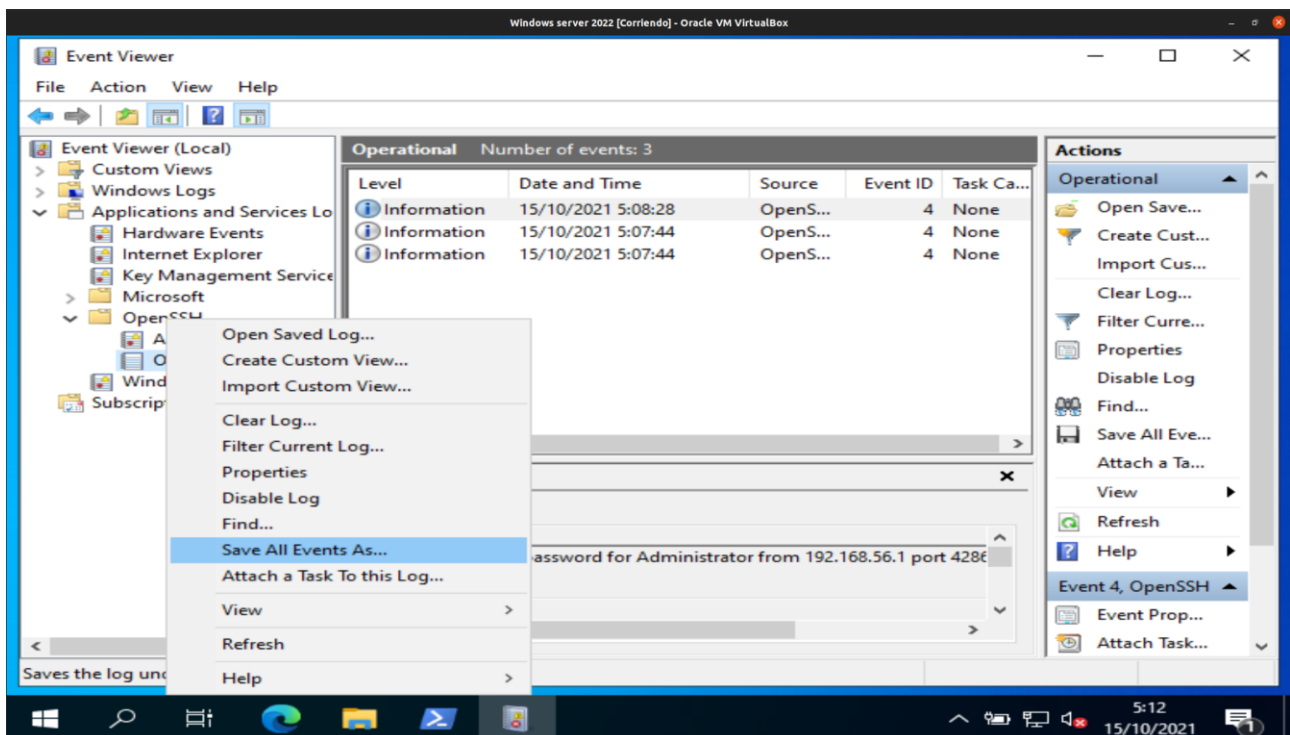 Windows server 2022 [Corriendo] - Oracle VM VirtualBox
Event Viewer
File Action View Help
Event Viewer (Local)
Custom Views
Windows Logs
Applications and Services Lo
Hardware Events
Internet Explorer
Key Management Service
Microsoft
OpenSSH
A
O
Wind
Subscrip
Operational Number of events: 3
Level Date and Time Source Event ID Task Ca...
Information 15/10/2021 5:08:28 OpenS... 4 None
Information 15/10/2021 5:07:44 OpenS... 4 None
Information 15/10/2021 5:07:44 OpenS... 4 None
Open Saved Log...
Create Custom View...
Import Custom View...
Clear Log...
Filter Current Log...
Properties
Disable Log
Find...
Save All Events As...
Attach a Task To this Log...
View
Refresh
Help
password for Administrator from 192.168.56.1 port 4286
Actions
Operational
Open Save...
Create Cust...
Import Cus...
Clear Log...
Filter Curre...
Properties
Disable Log
Find...
Save All Eve...
Attach a Ta...
View
Refresh
Help
Event 4, OpenSSH
Event Prop...
Attach Task...
Saves the log und
5:12
15/10/2021
1